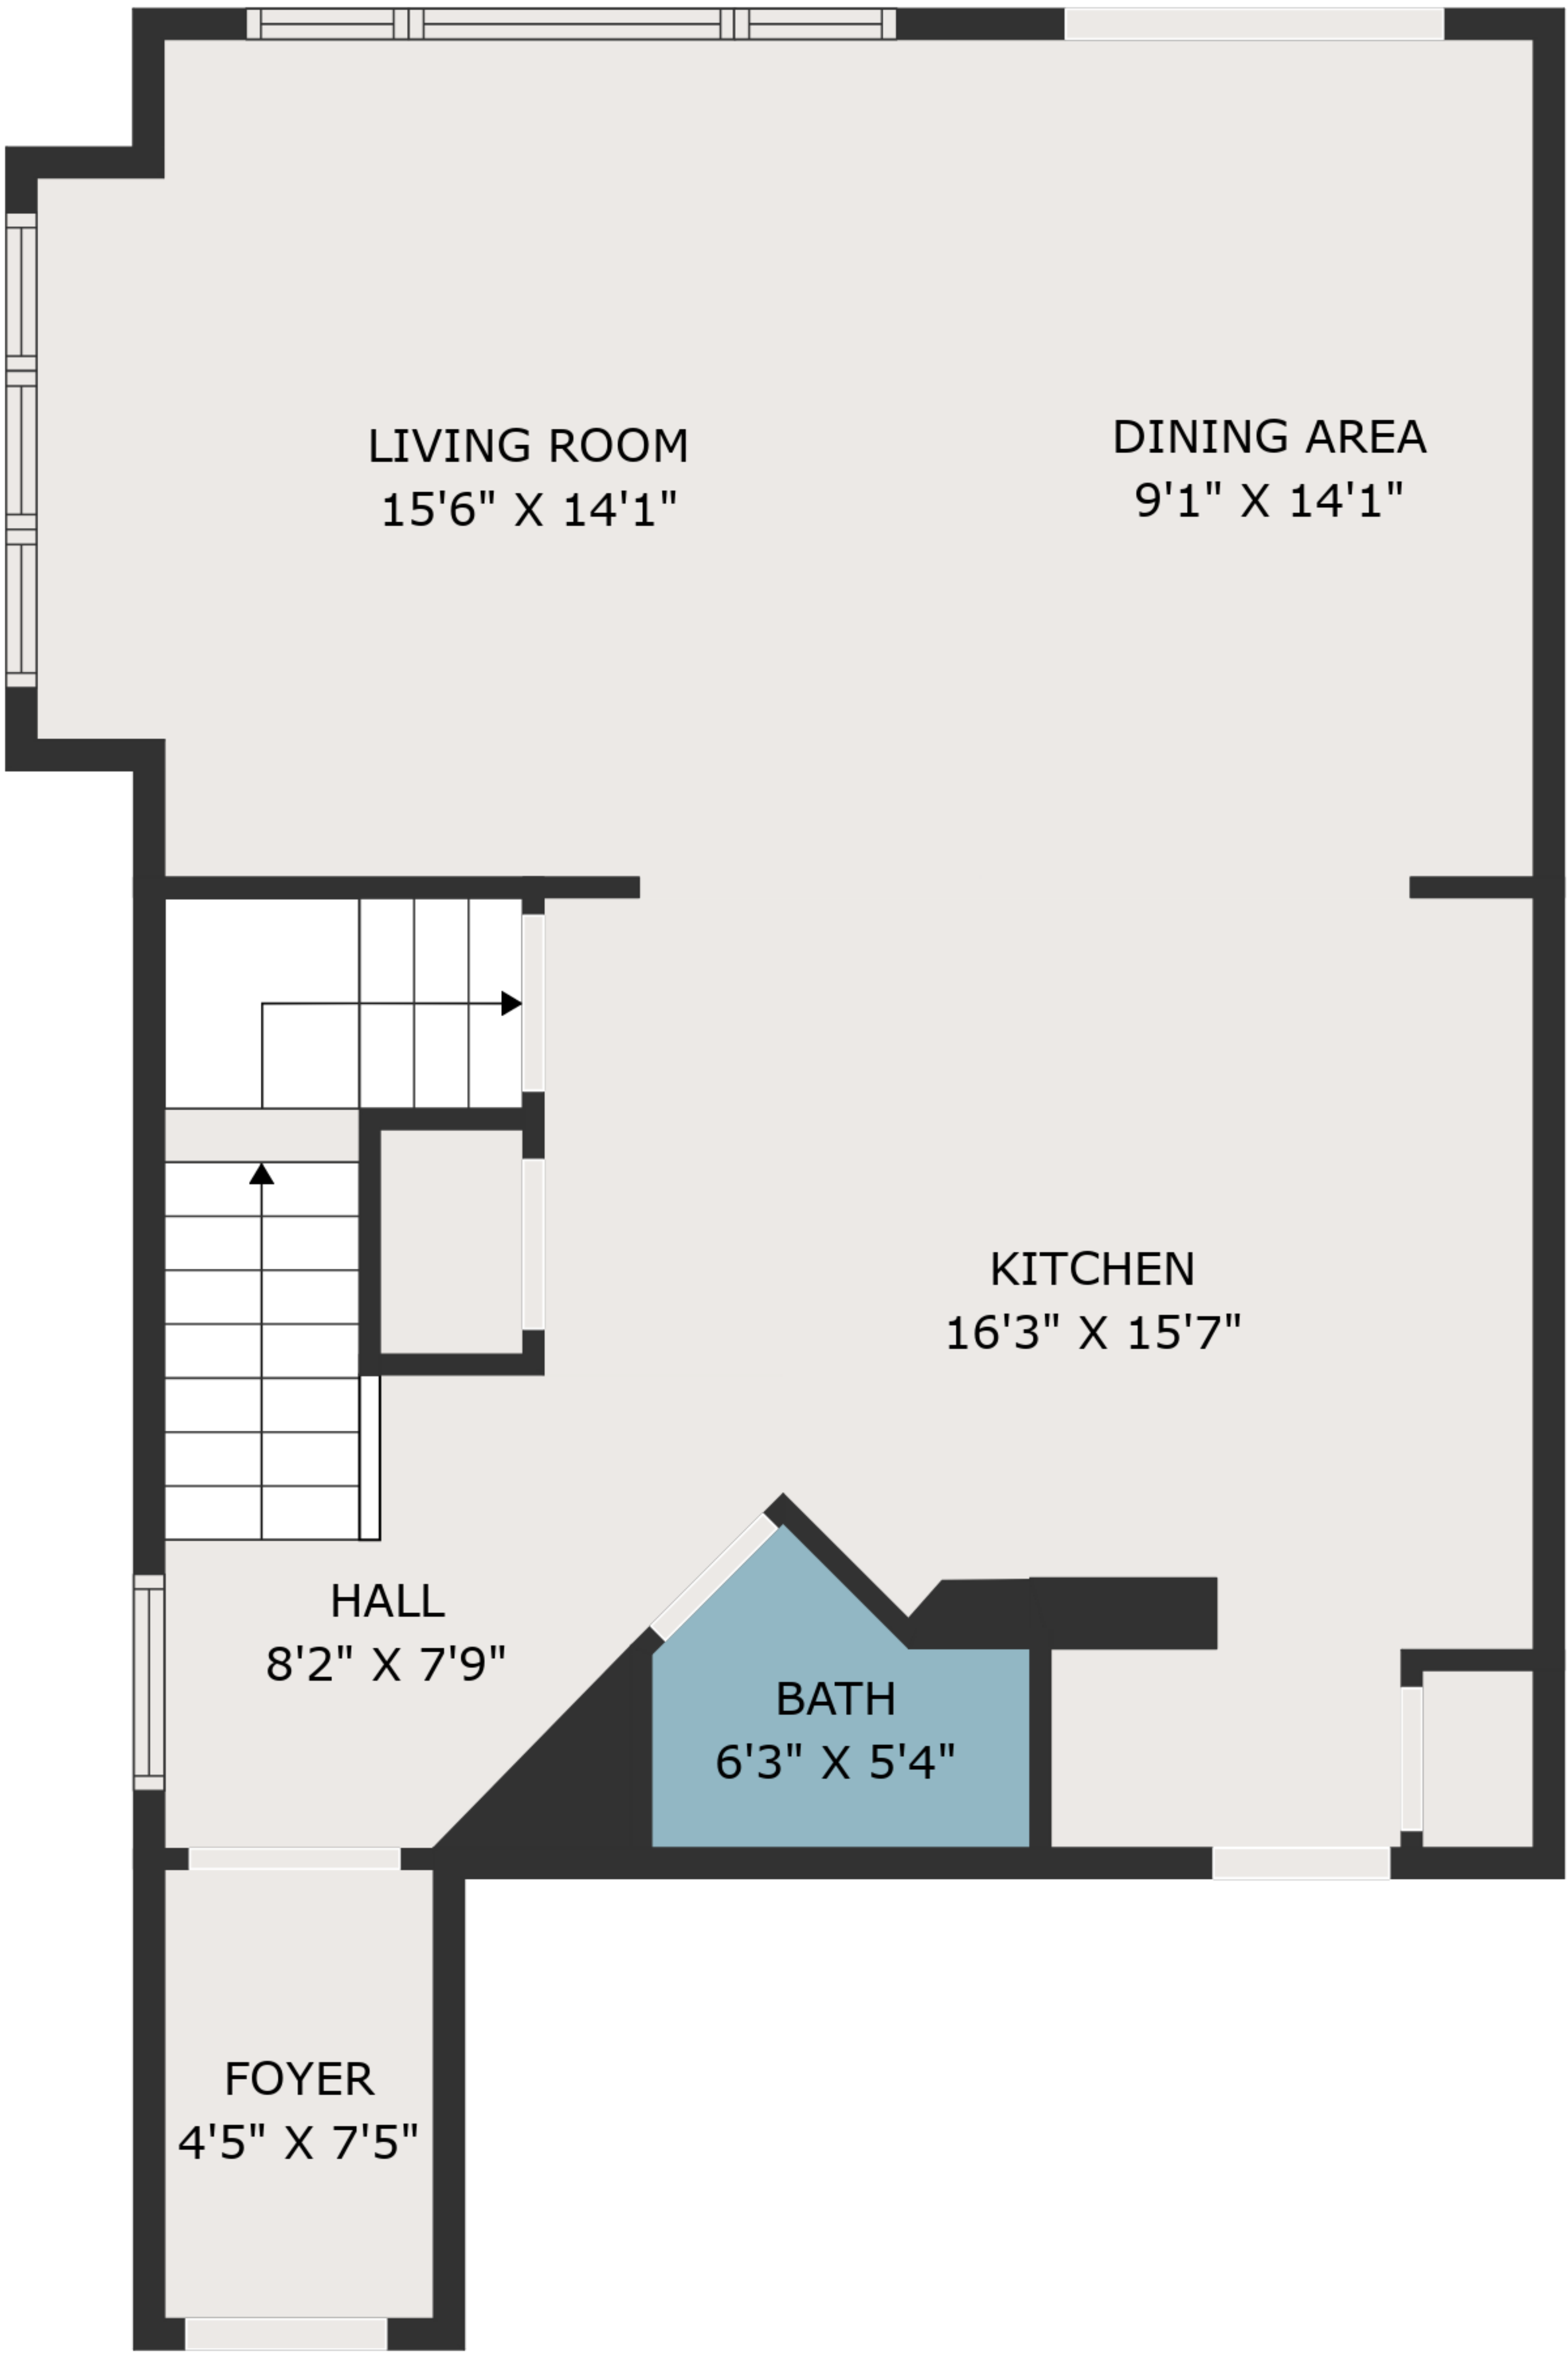 LIVING ROOM
15'6" X 14'1"
DINING AREA
9'1" X 14'1"
KITCHEN
16'3" X 15'7"
HALL
8'2" X 7'9"
BATH
6'3" X 5'4"
FOYER
4'5" X 7'5"